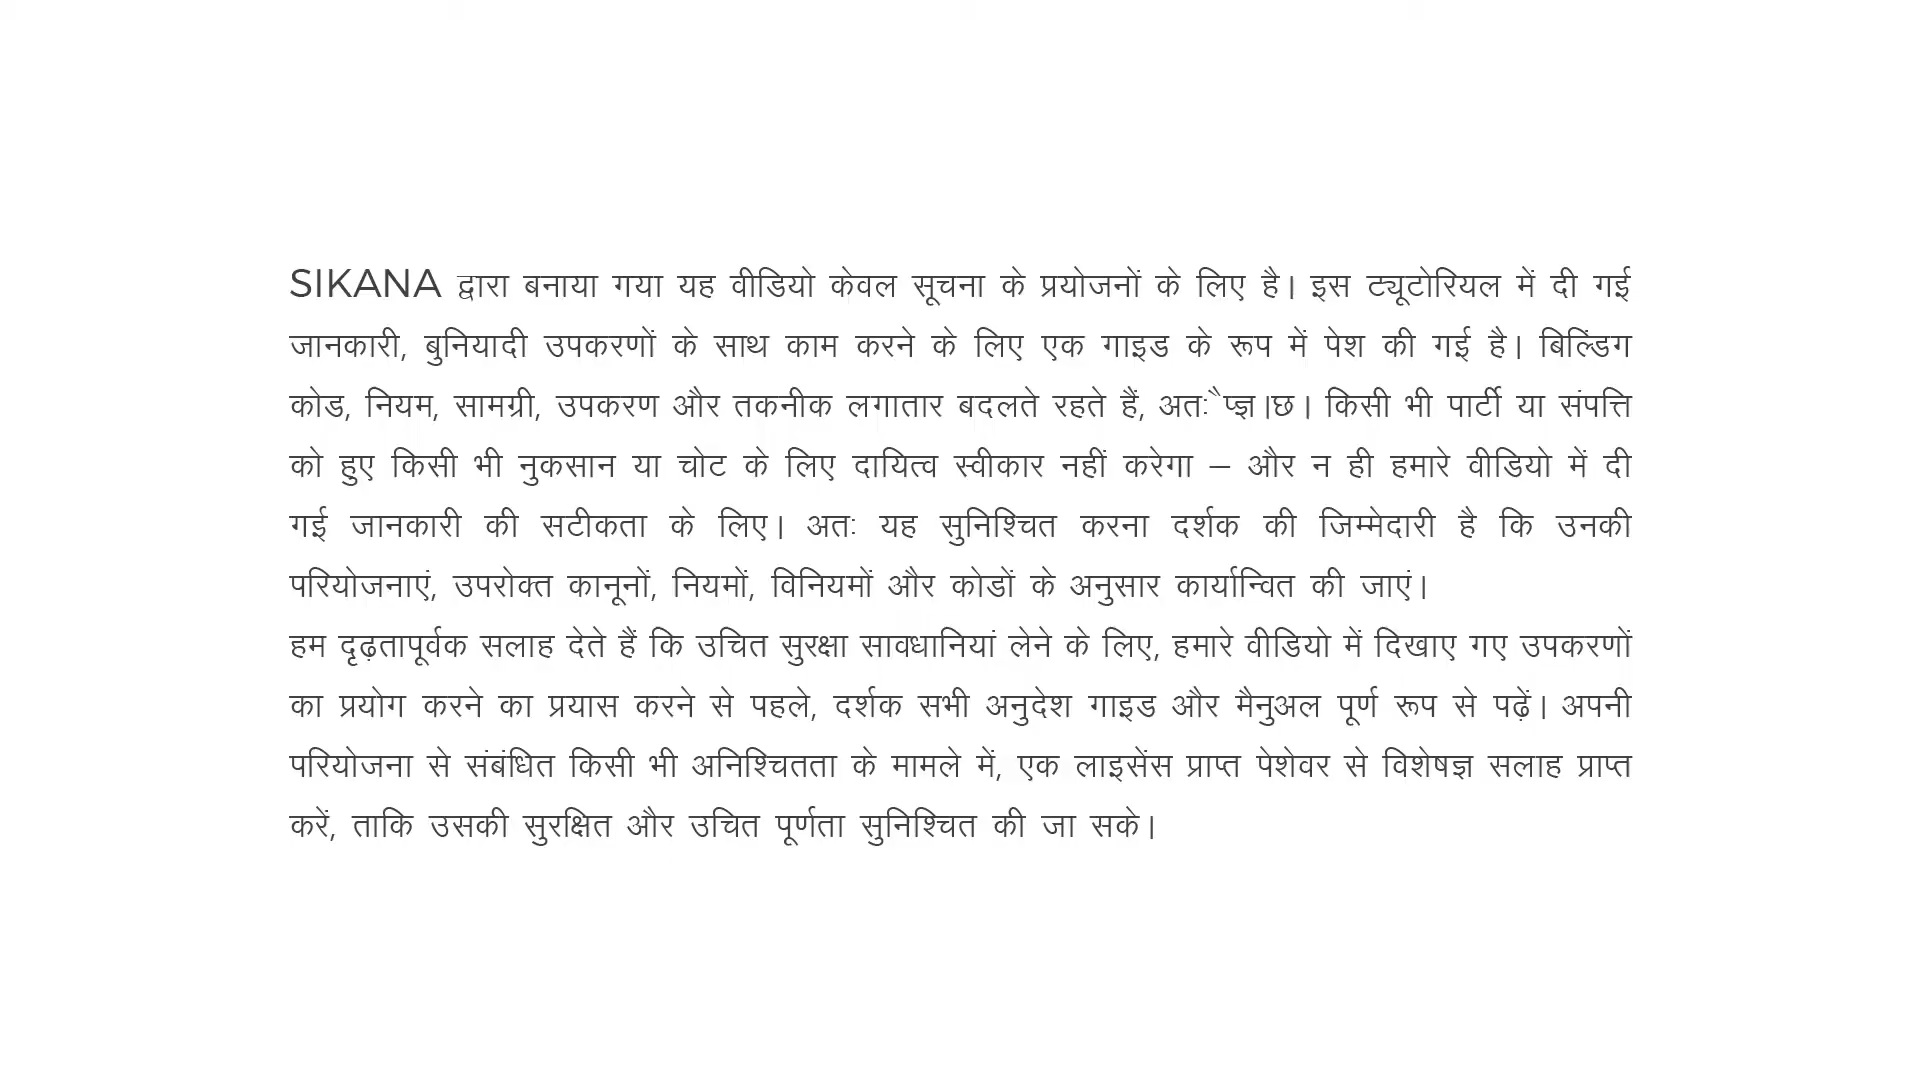 SIKANA द्वारा बनाया गया यह वीडियो केवल सूचना के प्रयोजनों के लिए है। इस ट्यूटोरियल में दी गई
जानकारी, बुनियादी उपकरणों के साथ काम करने के लिए एक गाइड के रूप में पेश की गई है। बिल्डिंग
कोड, नियम, सामग्री, उपकरण और तकनीक लगातार बदलते रहते हैं, अतःैप्ज्ञ।छ। किसी भी पार्टी या संपत्ति
को हुए किसी भी नुकसान या चोट के लिए दायित्व स्वीकार नहीं करेगा – और न ही हमारे वीडियो में दी
गई जानकारी की सटीकता के लिए। अतः यह सुनिश्चित करना दर्शक की जिम्मेदारी है कि उनकी
परियोजनाएं, उपरोक्त कानूनों, नियमों, विनियमों और कोडों के अनुसार कार्यान्वित की जाएं।
हम दृढ़तापूर्वक सलाह देते हैं कि उचित सुरक्षा सावधानियां लेने के लिए, हमारे वीडियो में दिखाए गए उपकरणों
का प्रयोग करने का प्रयास करने से पहले, दर्शक सभी अनुदेश गाइड और मैनुअल पूर्ण रूप से पढ़ें। अपनी
परियोजना से संबंधित किसी भी अनिश्चितता के मामले में, एक लाइसेंस प्राप्त पेशेवर से विशेषज्ञ सलाह प्राप्त
करें, ताकि उसकी सुरक्षित और उचित पूर्णता सुनिश्चित की जा सके।